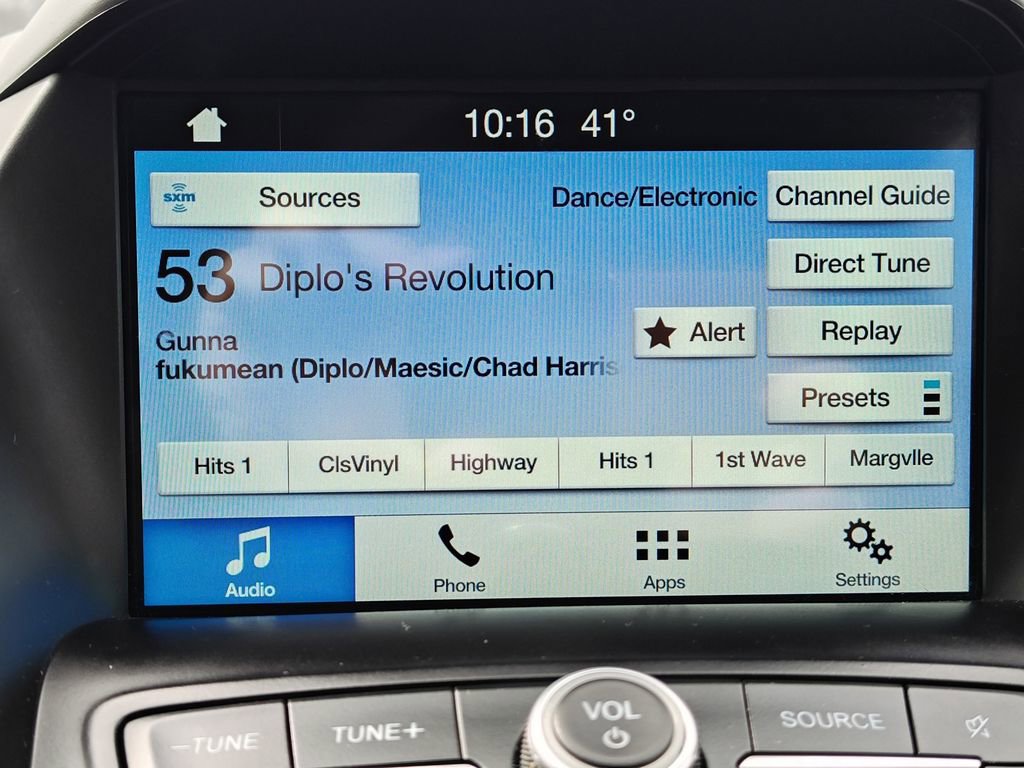 10:16 41°
sxm Sources
Dance/Electronic
Channel Guide
53 Diplo's Revolution
Direct Tune
Gunna
fukumean (Diplo/Maesic/Chad Harris
Alert
Replay
Presets
Hits 1 ClsVinyl Highway Hits 1 1st Wave Margvlle
Audio Phone Apps Settings
−TUNE TUNE+ VOL SOURCE